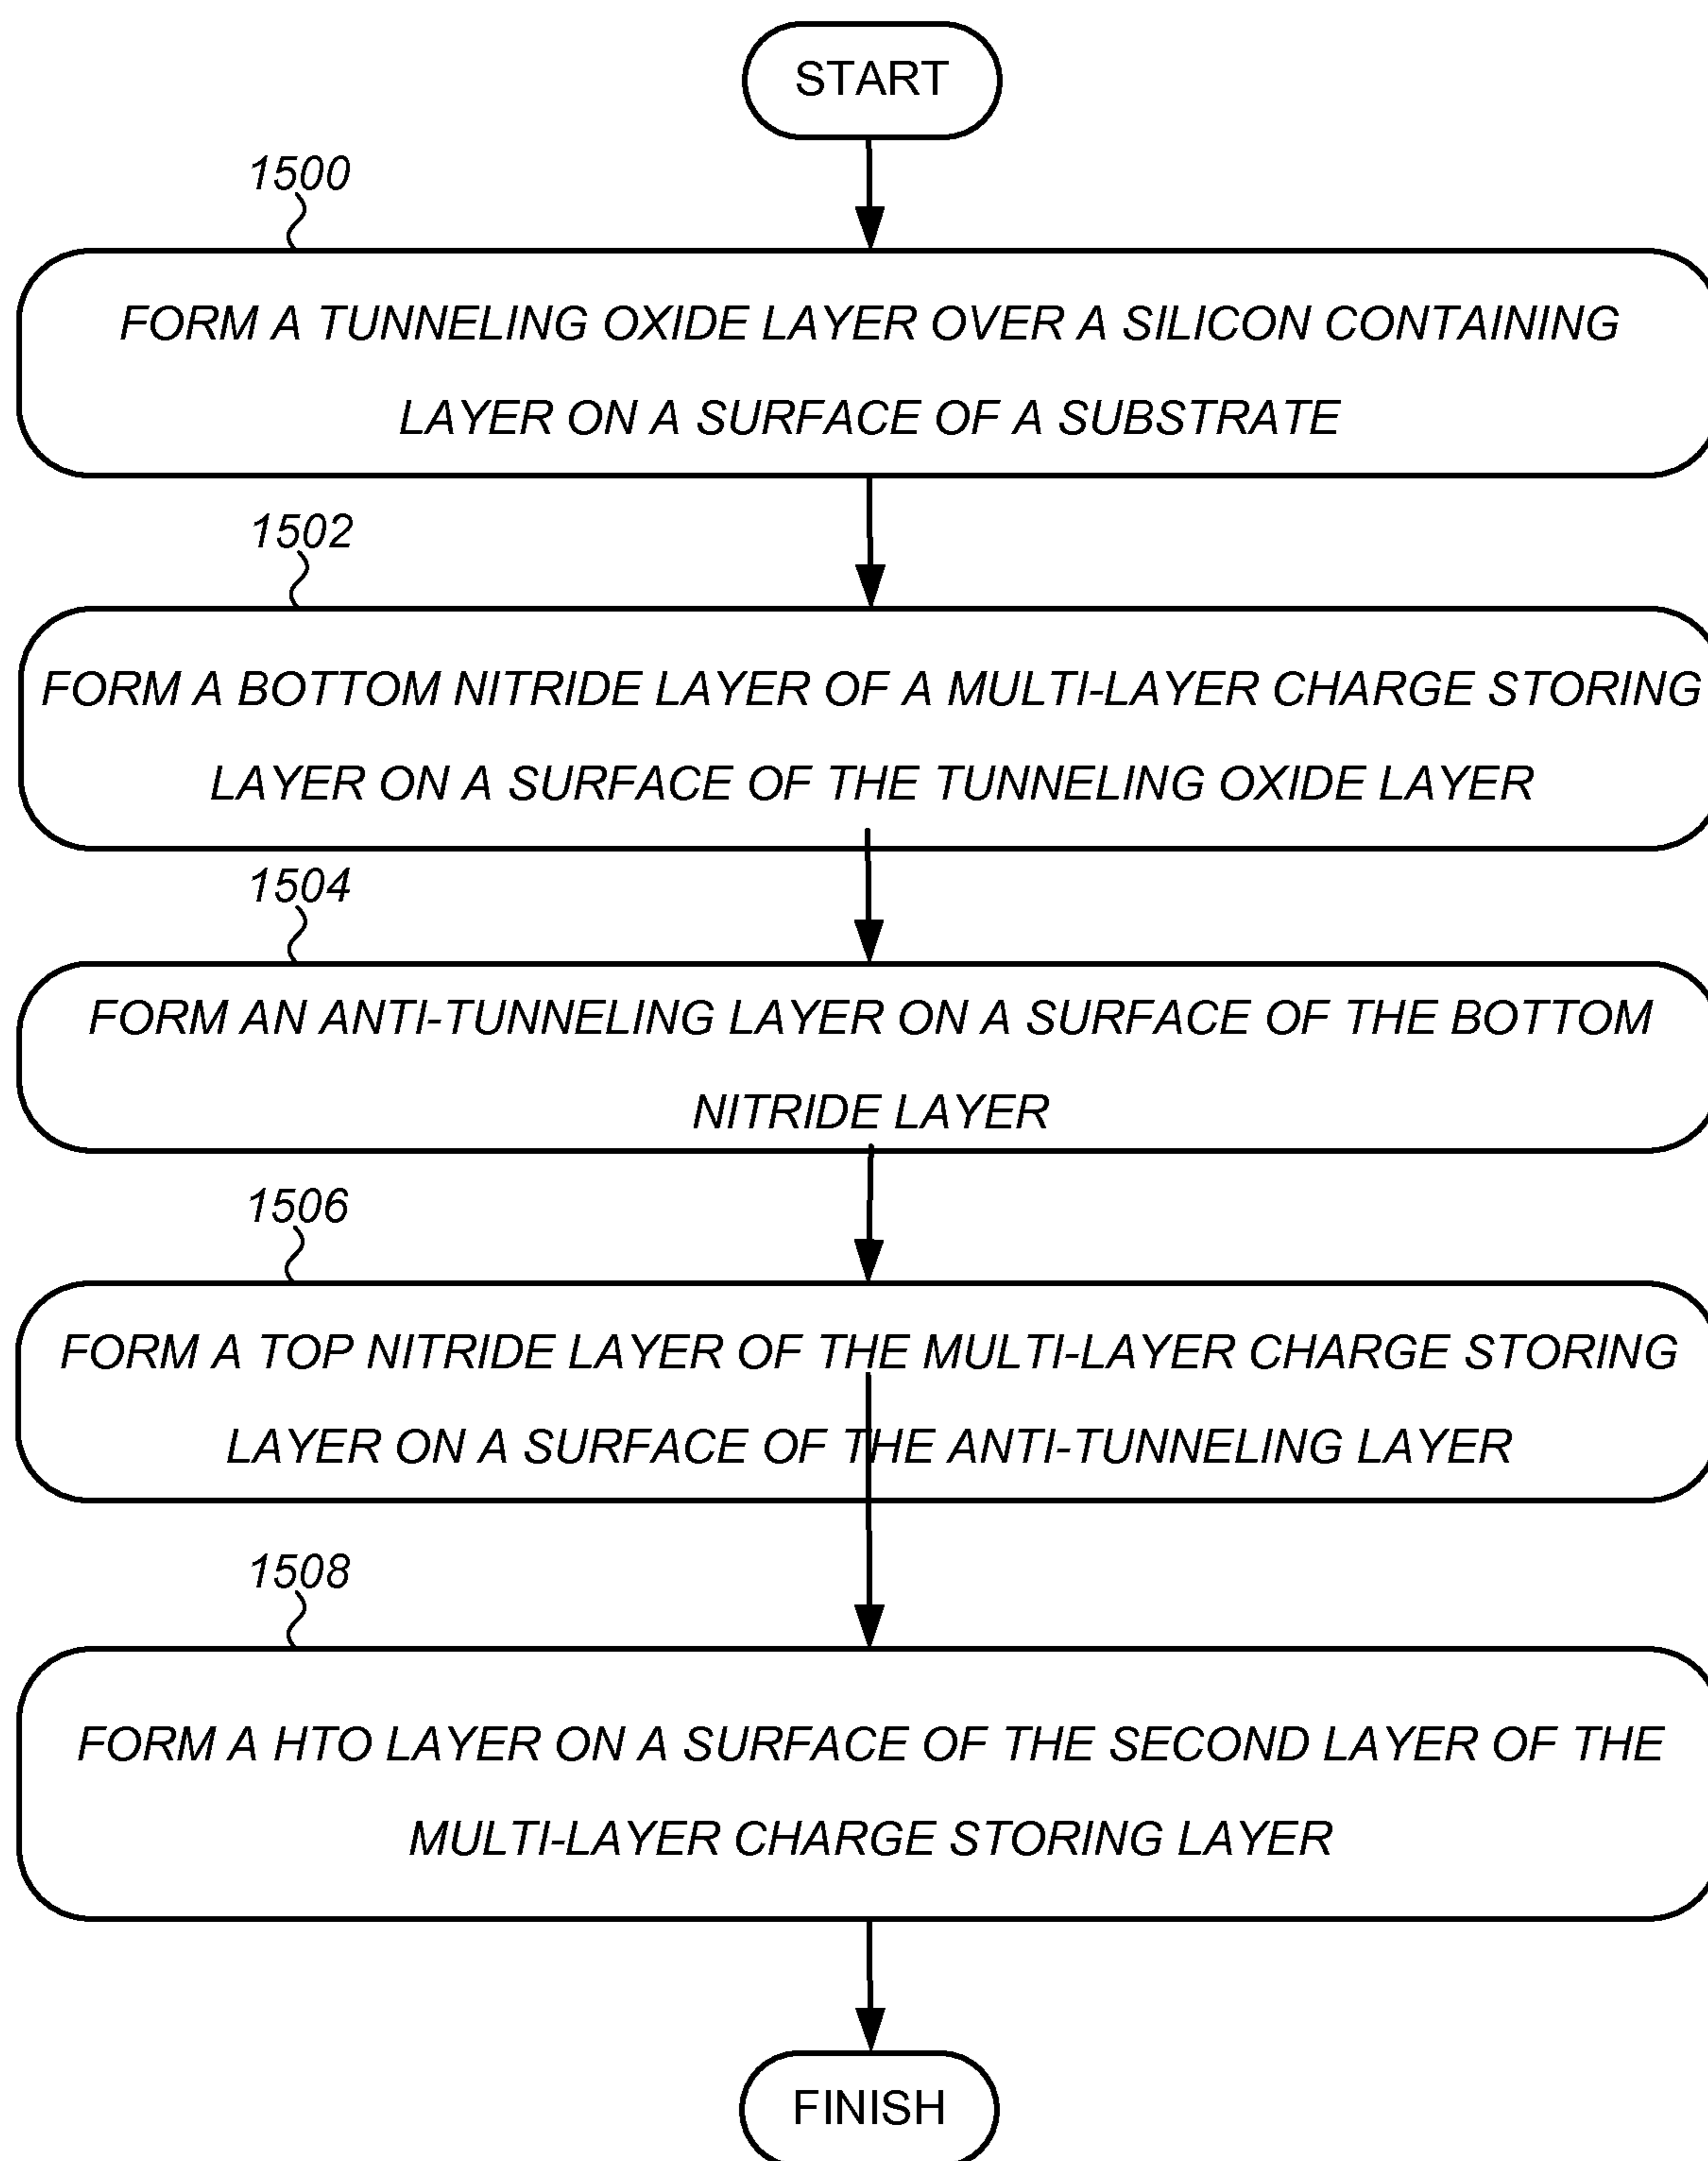 START
1500
FORM A TUNNELING OXIDE LAYER OVER A SILICON CONTAINING
LAYER ON A SURFACE OF A SUBSTRATE
1502
FORM A BOTTOM NITRIDE LAYER OF A MULTI-LAYER CHARGE STORING
LAYER ON A SURFACE OF THE TUNNELING OXIDE LAYER
1504
FORM AN ANTI-TUNNELING LAYER ON A SURFACE OF THE BOTTOM
NITRIDE LAYER
1506
FORM A TOP NITRIDE LAYER OF THE MULTI-LAYER CHARGE STORING
LAYER ON A SURFACE OF THE ANTI-TUNNELING LAYER
1508
FORM A HTO LAYER ON A SURFACE OF THE SECOND LAYER OF THE
MULTI-LAYER CHARGE STORING LAYER
FINISH